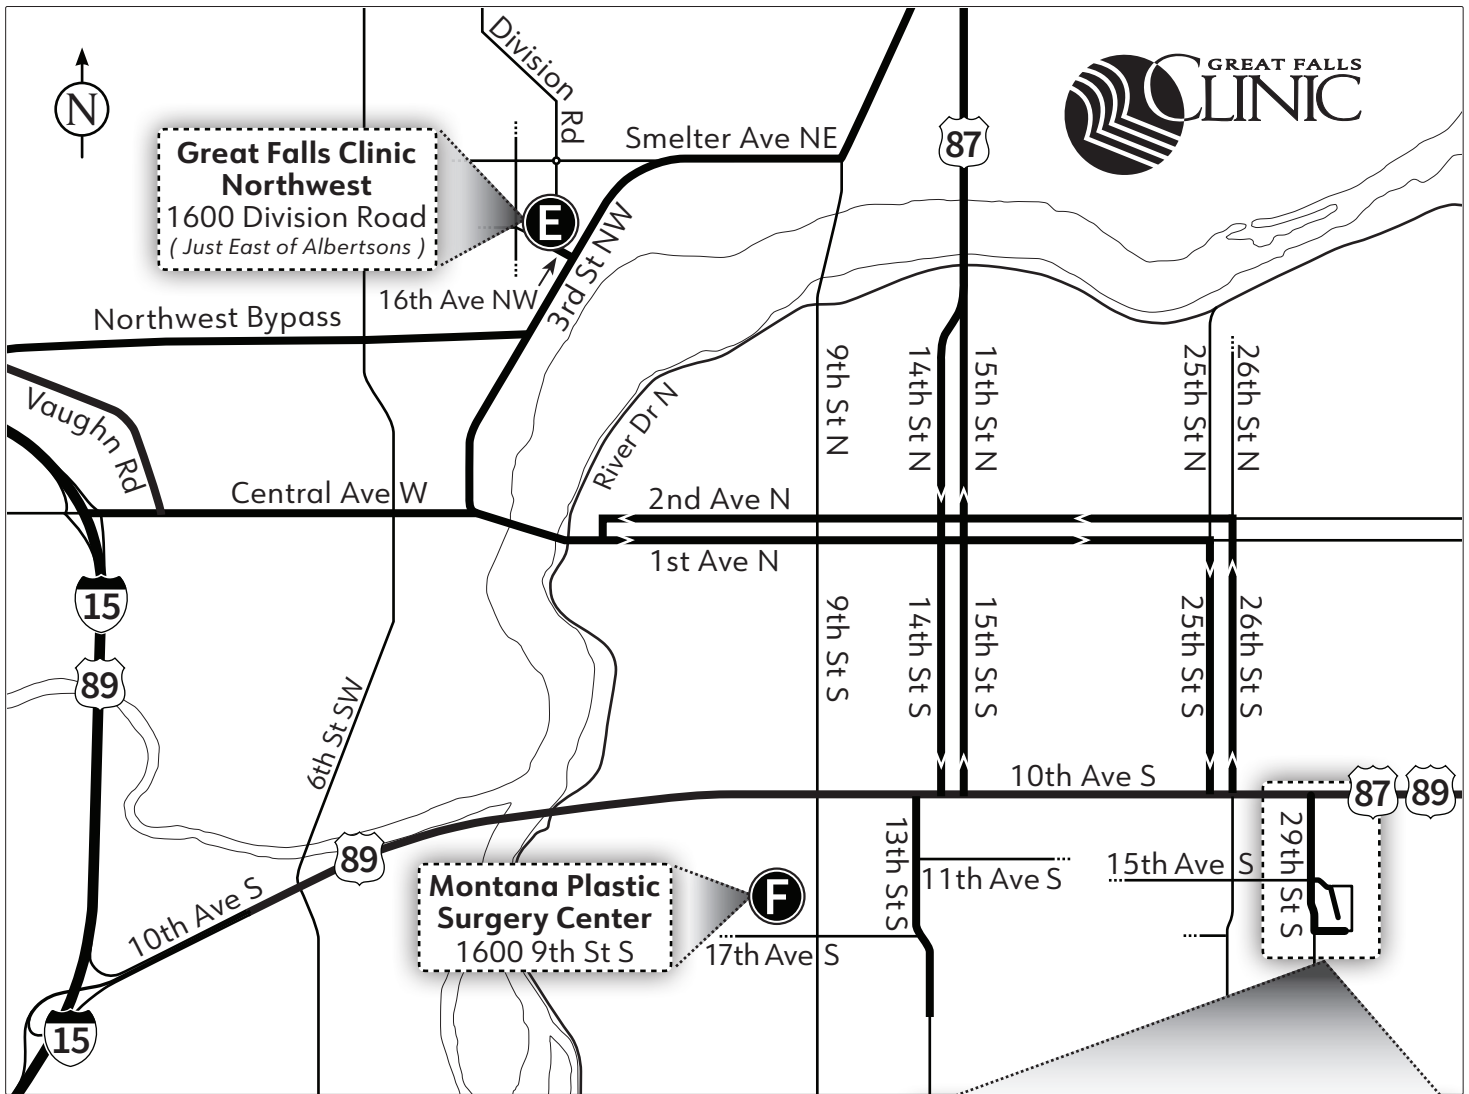 Division
Rd
GREAT FALLS
CLINIC
N
Smelter Ave NE
87
Great Falls Clinic
Northwest
1600 Division Road
( Just East of Albertsons )
E
3rd St NW
16th Ave NW
Northwest Bypass
9th St N
14th St N
15th St N
25th St N
26th St N
Vaughn Rd
River Dr N
Central Ave W
2nd Ave N
1st Ave N
15
9th St S
14th St S
15th St S
25th St S
26th St S
89
6th St SW
10th Ave S
87
89
89
13th St S
29th St S
15th Ave S
11th Ave S
Montana Plastic
Surgery Center
1600 9th St S
F
10th Ave S
17th Ave S
15